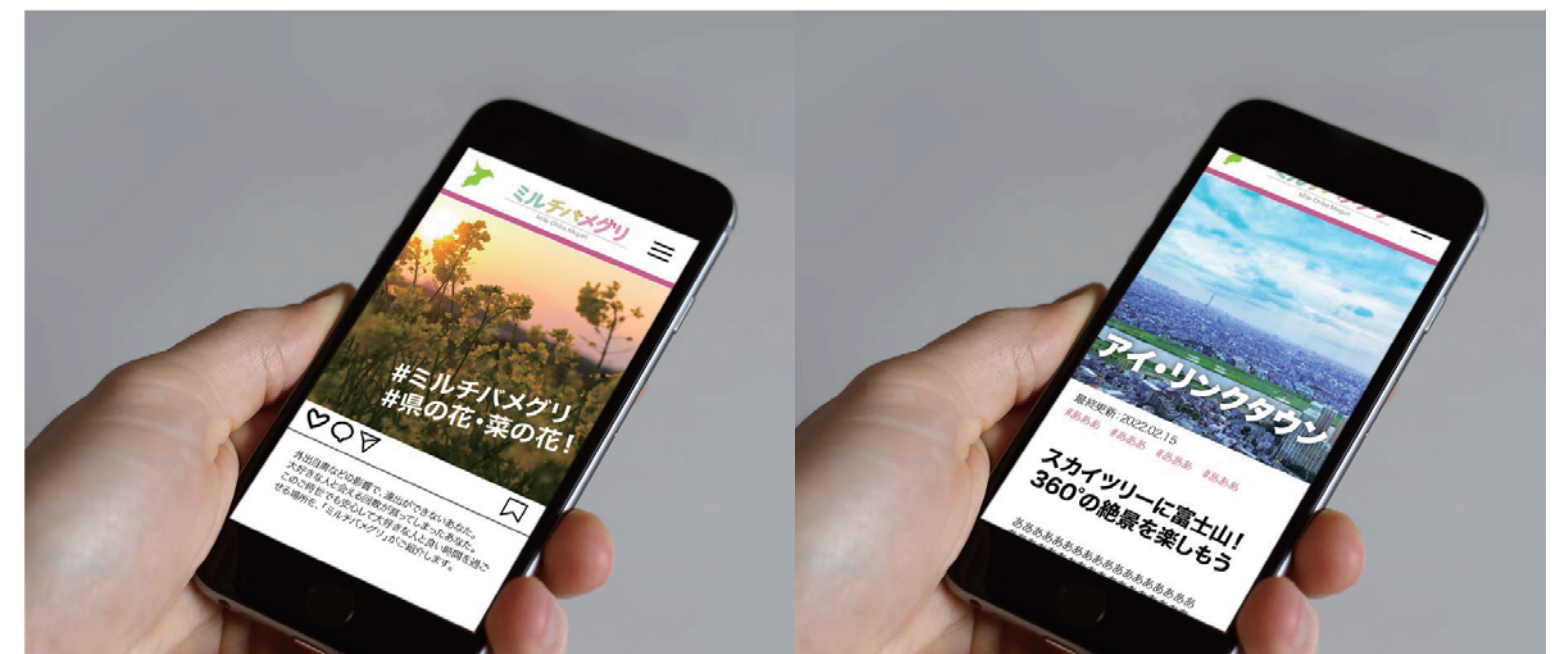 ミルチバメグリ
Milu Chiba Meguri
#ミルチバメグリ
#県の花・菜の花!
外出自粛などの影響で、遠出ができないあなた。
大好きな人と会える回数が減ってしまったあなた。
このご時世でも安心して大好きな人と良い時間を過ご
せる場所を、「ミルチバメグリ」がご紹介します。
ミルチバメグリ
アイ・リンクタウン
最終更新:2022.02.15
#あああ #あああ #あああ #あああ
スカイツリーに富士山!
360°の絶景を楽しもう